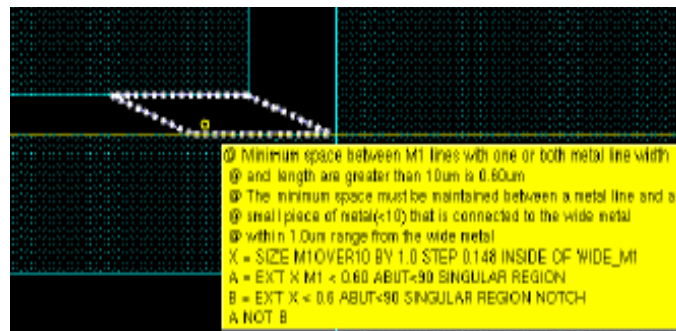 @ Minimum space between M1 lines with one or both metal line width
@ and length are greater than 10um is 0.60um
@ The minimum space must be maintained between a metal line and a
@ small piece of metal(<10) that is connected to the wide metal
@ within 1.0um range from the wide metal
X = SIZE M1OVER10 BY 1.0 STEP 0.148 INSIDE OF WIDE_M1
A = EXT X M1 < 0.60 ABUT<90 SINGULAR REGION
B = EXT X < 0.6 ABUT<90 SINGULAR REGION NOTCH
A NOT B